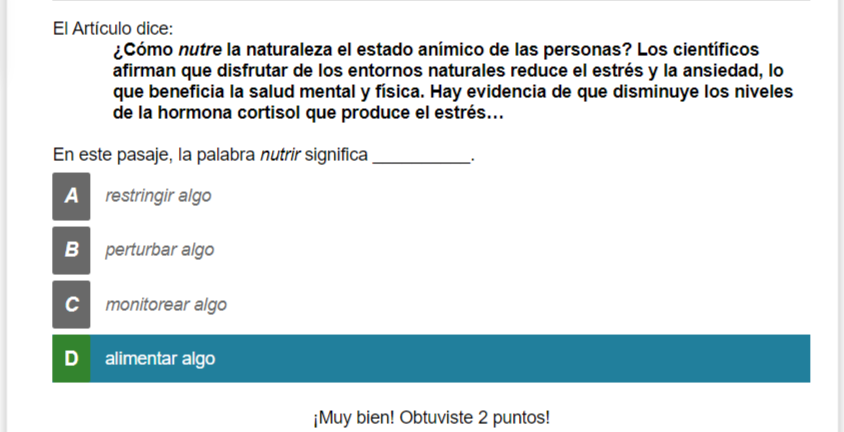 El Artículo dice:
¿Cómo nutre la naturaleza el estado anímico de las personas? Los científicos
afirman que disfrutar de los entornos naturales reduce el estrés y la ansiedad, lo
que beneficia la salud mental y física. Hay evidencia de que disminuye los niveles
de la hormona cortisol que produce el estrés...
En este pasaje, la palabra nutrir significa __________.
A restringir algo
B perturbar algo
C monitorear algo
D alimentar algo
¡Muy bien! Obtuviste 2 puntos!